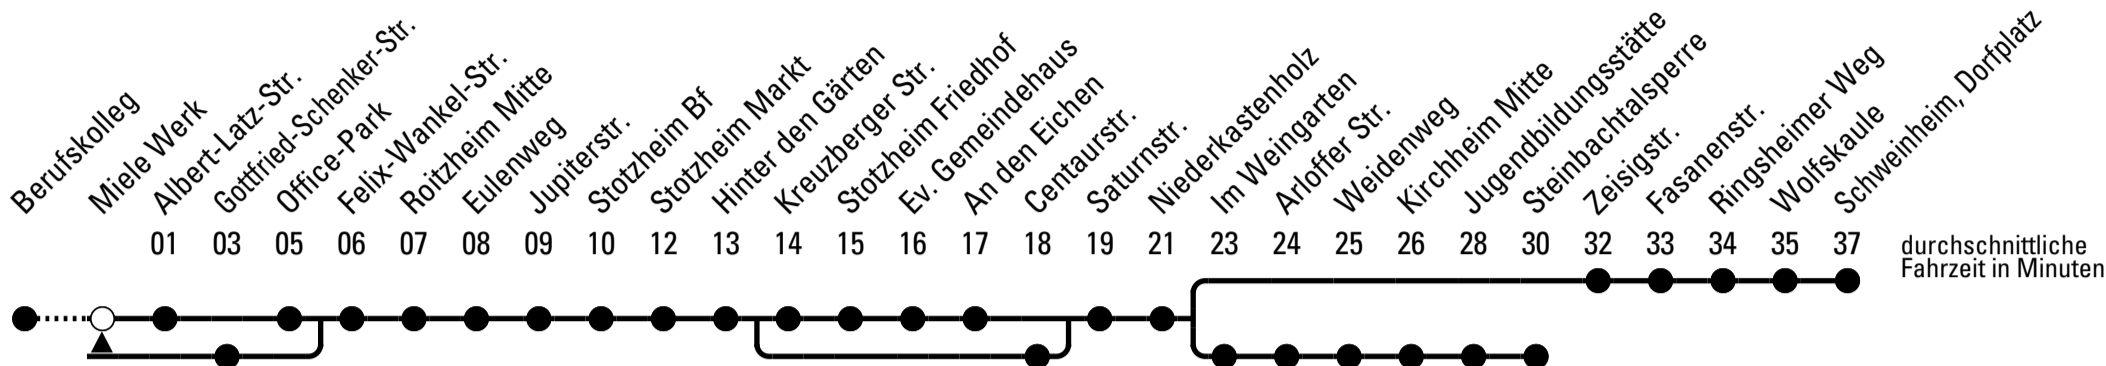 Berufskolleg
Miele Werk
Albert-Latz-Str.
Gottfried-Schenker-Str.
Office-Park
Felix-Wankel-Str.
Roitzheim Mitte
Eulenweg
Jupiterstr.
Stotzheim Bf
Stotzheim Markt
Hinter den Gärten
Kreuzberger Str.
Stotzheim Friedhof
Ev. Gemeindehaus
An den Eichen
Centaurstr.
Saturnstr.
Niederkastenholz
Im Weingarten
Arloffer Str.
Weidenweg
Kirchheim Mitte
Jugendbildungsstätte
Steinbachtalsperre
Zeisigstr.
Fasanenstr.
Ringsheimer Weg
Wolfskaule
Schweinheim, Dorfplatz
01 03 05 06 07 08 09 10 12 13 14 15 16 17 18 19 21 23 24 25 26 28 30 32 33 34 35 37
durchschnittliche
Fahrzeit in Minuten